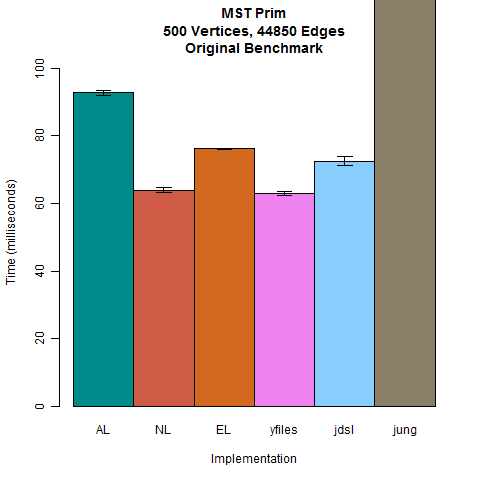 MST Prim
500 Vertices, 44850 Edges
Original Benchmark
Time (milliseconds)
100
80
60
40
20
0
AL NL EL yfiles jdsl jung
Implementation